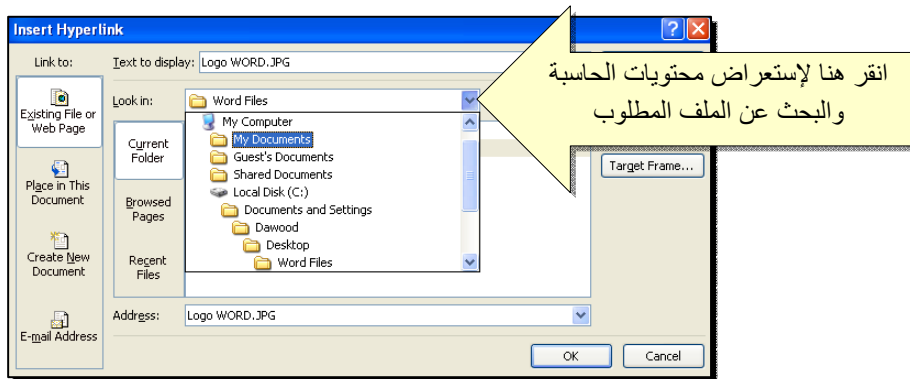 Insert Hyperlink
Link to:
Text to display: Logo WORD.JPG
انقر هنا لإستعراض محتويات الحاسبة
والبحث عن الملف المطلوب
Existing File or
Web Page
Look in:
Word Files
My Computer
My Documents
Guest's Documents
Shared Documents
Local Disk (C:)
Documents and Settings
Dawood
Desktop
Word Files
Current
Folder
Browsed
Pages
Recent
Files
Target Frame...
Place in This
Document
Create New
Document
E-mail Address
Address: Logo WORD.JPG
OK
Cancel